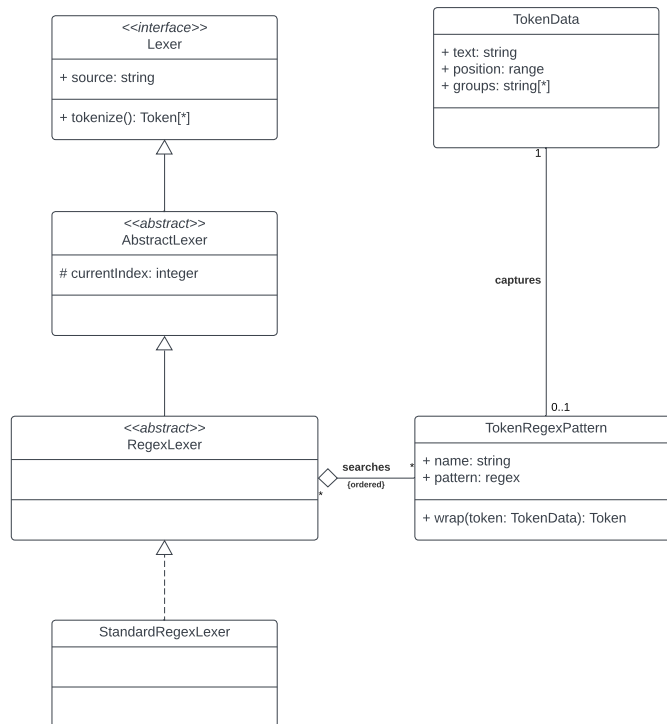 <<interface>>
Lexer
+ source: string
+ tokenize(): Token[*]
TokenData
+ text: string
+ position: range
+ groups: string[*]
1
captures
0..1
<<abstract>>
AbstractLexer
# currentIndex: integer
<<abstract>>
RegexLexer
searches
{ordered}
*
*
TokenRegexPattern
+ name: string
+ pattern: regex
+ wrap(token: TokenData): Token
StandardRegexLexer